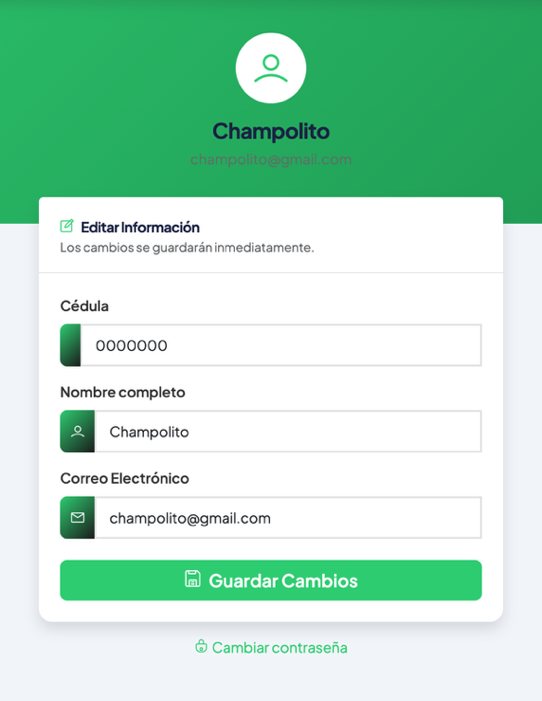 Champolito
champolito@gmail.com
Editar Información
Los cambios se guardarán inmediatamente.
Cédula
0000000
Nombre completo
Champolito
Correo Electrónico
champolito@gmail.com
Guardar Cambios
Cambiar contraseña